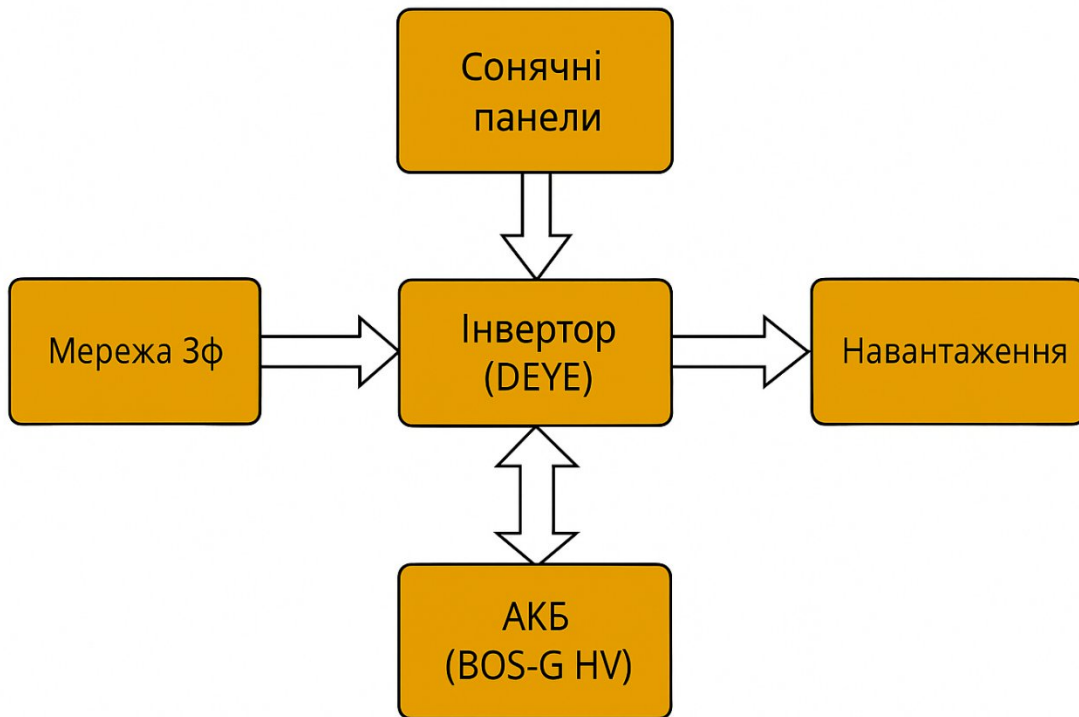 Сонячні
панели
Мережа 3ф
Інвертор
(DEYE)
Навантаження
АКБ
(BOS-G HV)